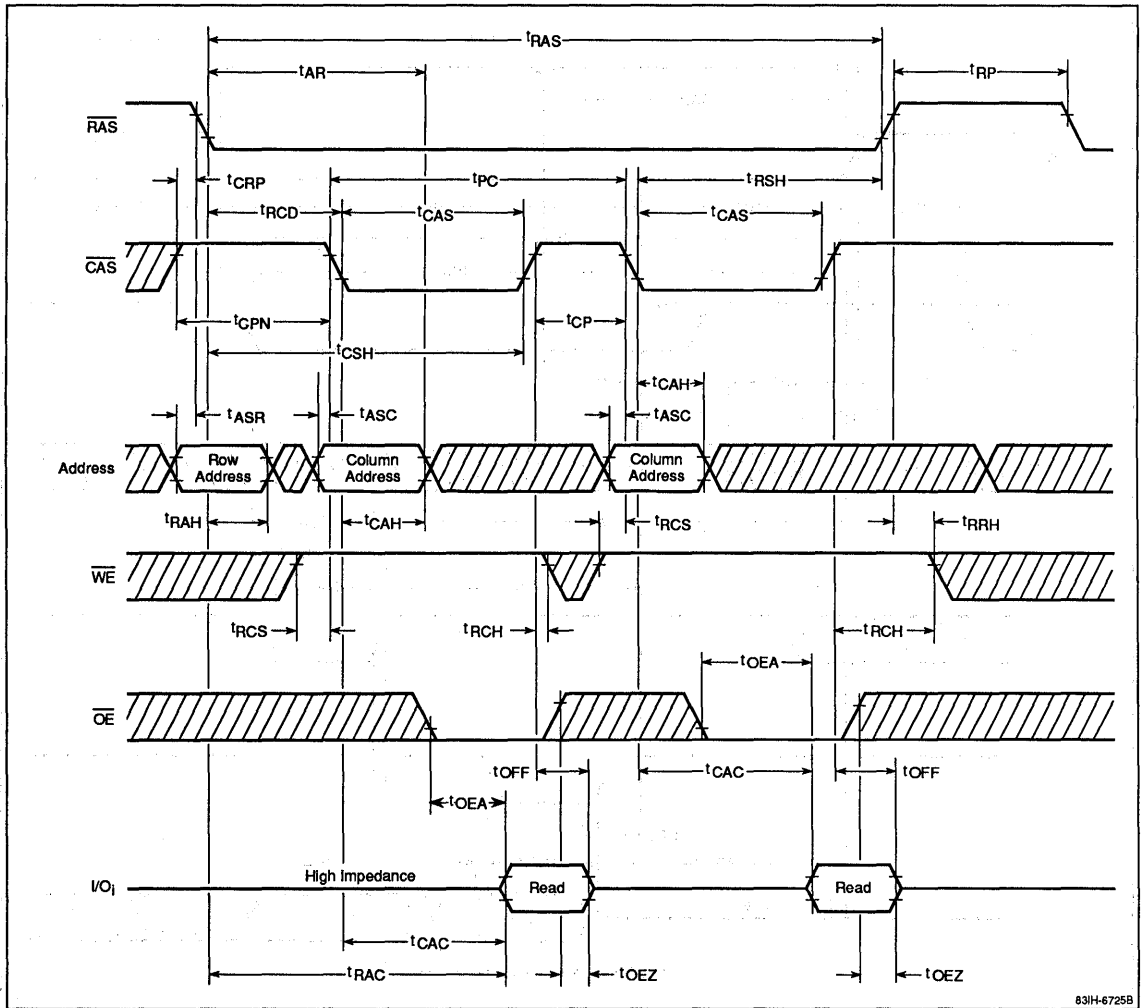 tRAS
tAR
tRP
RAS
tCRP
tPC
tRSH
tRCD
tCAS
tCAS
CAS
tCPN
tCP
tCSH
tCAH
tASR
tASC
tASC
Address
Row
Address
Column
Address
Column
Address
tRAH
tCAH
tRCS
tRRH
WE
tRCS
tRCH
tRCH
tOEA
OE
tOFF
tCAC
tOFF
tOEA
High Impedance
I/Oi
Read
Read
tCAC
tRAC
tOEZ
tOEZ
83IH-6725B